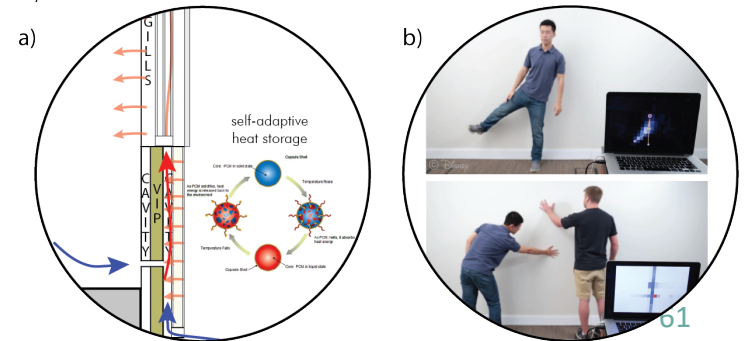 a)
b)
GILLS
CAVITY
VIP
self-adaptive
heat storage
Capsule Shell
Core: PCM in solid state
Temperature Rises
As PCM solidifies, heat
energy is released back to
the environment
As PCM melts, it absorbs
heat energy
Temperature Falls
Capsule Shell
Core: PCM in liquid state
© Disney
61